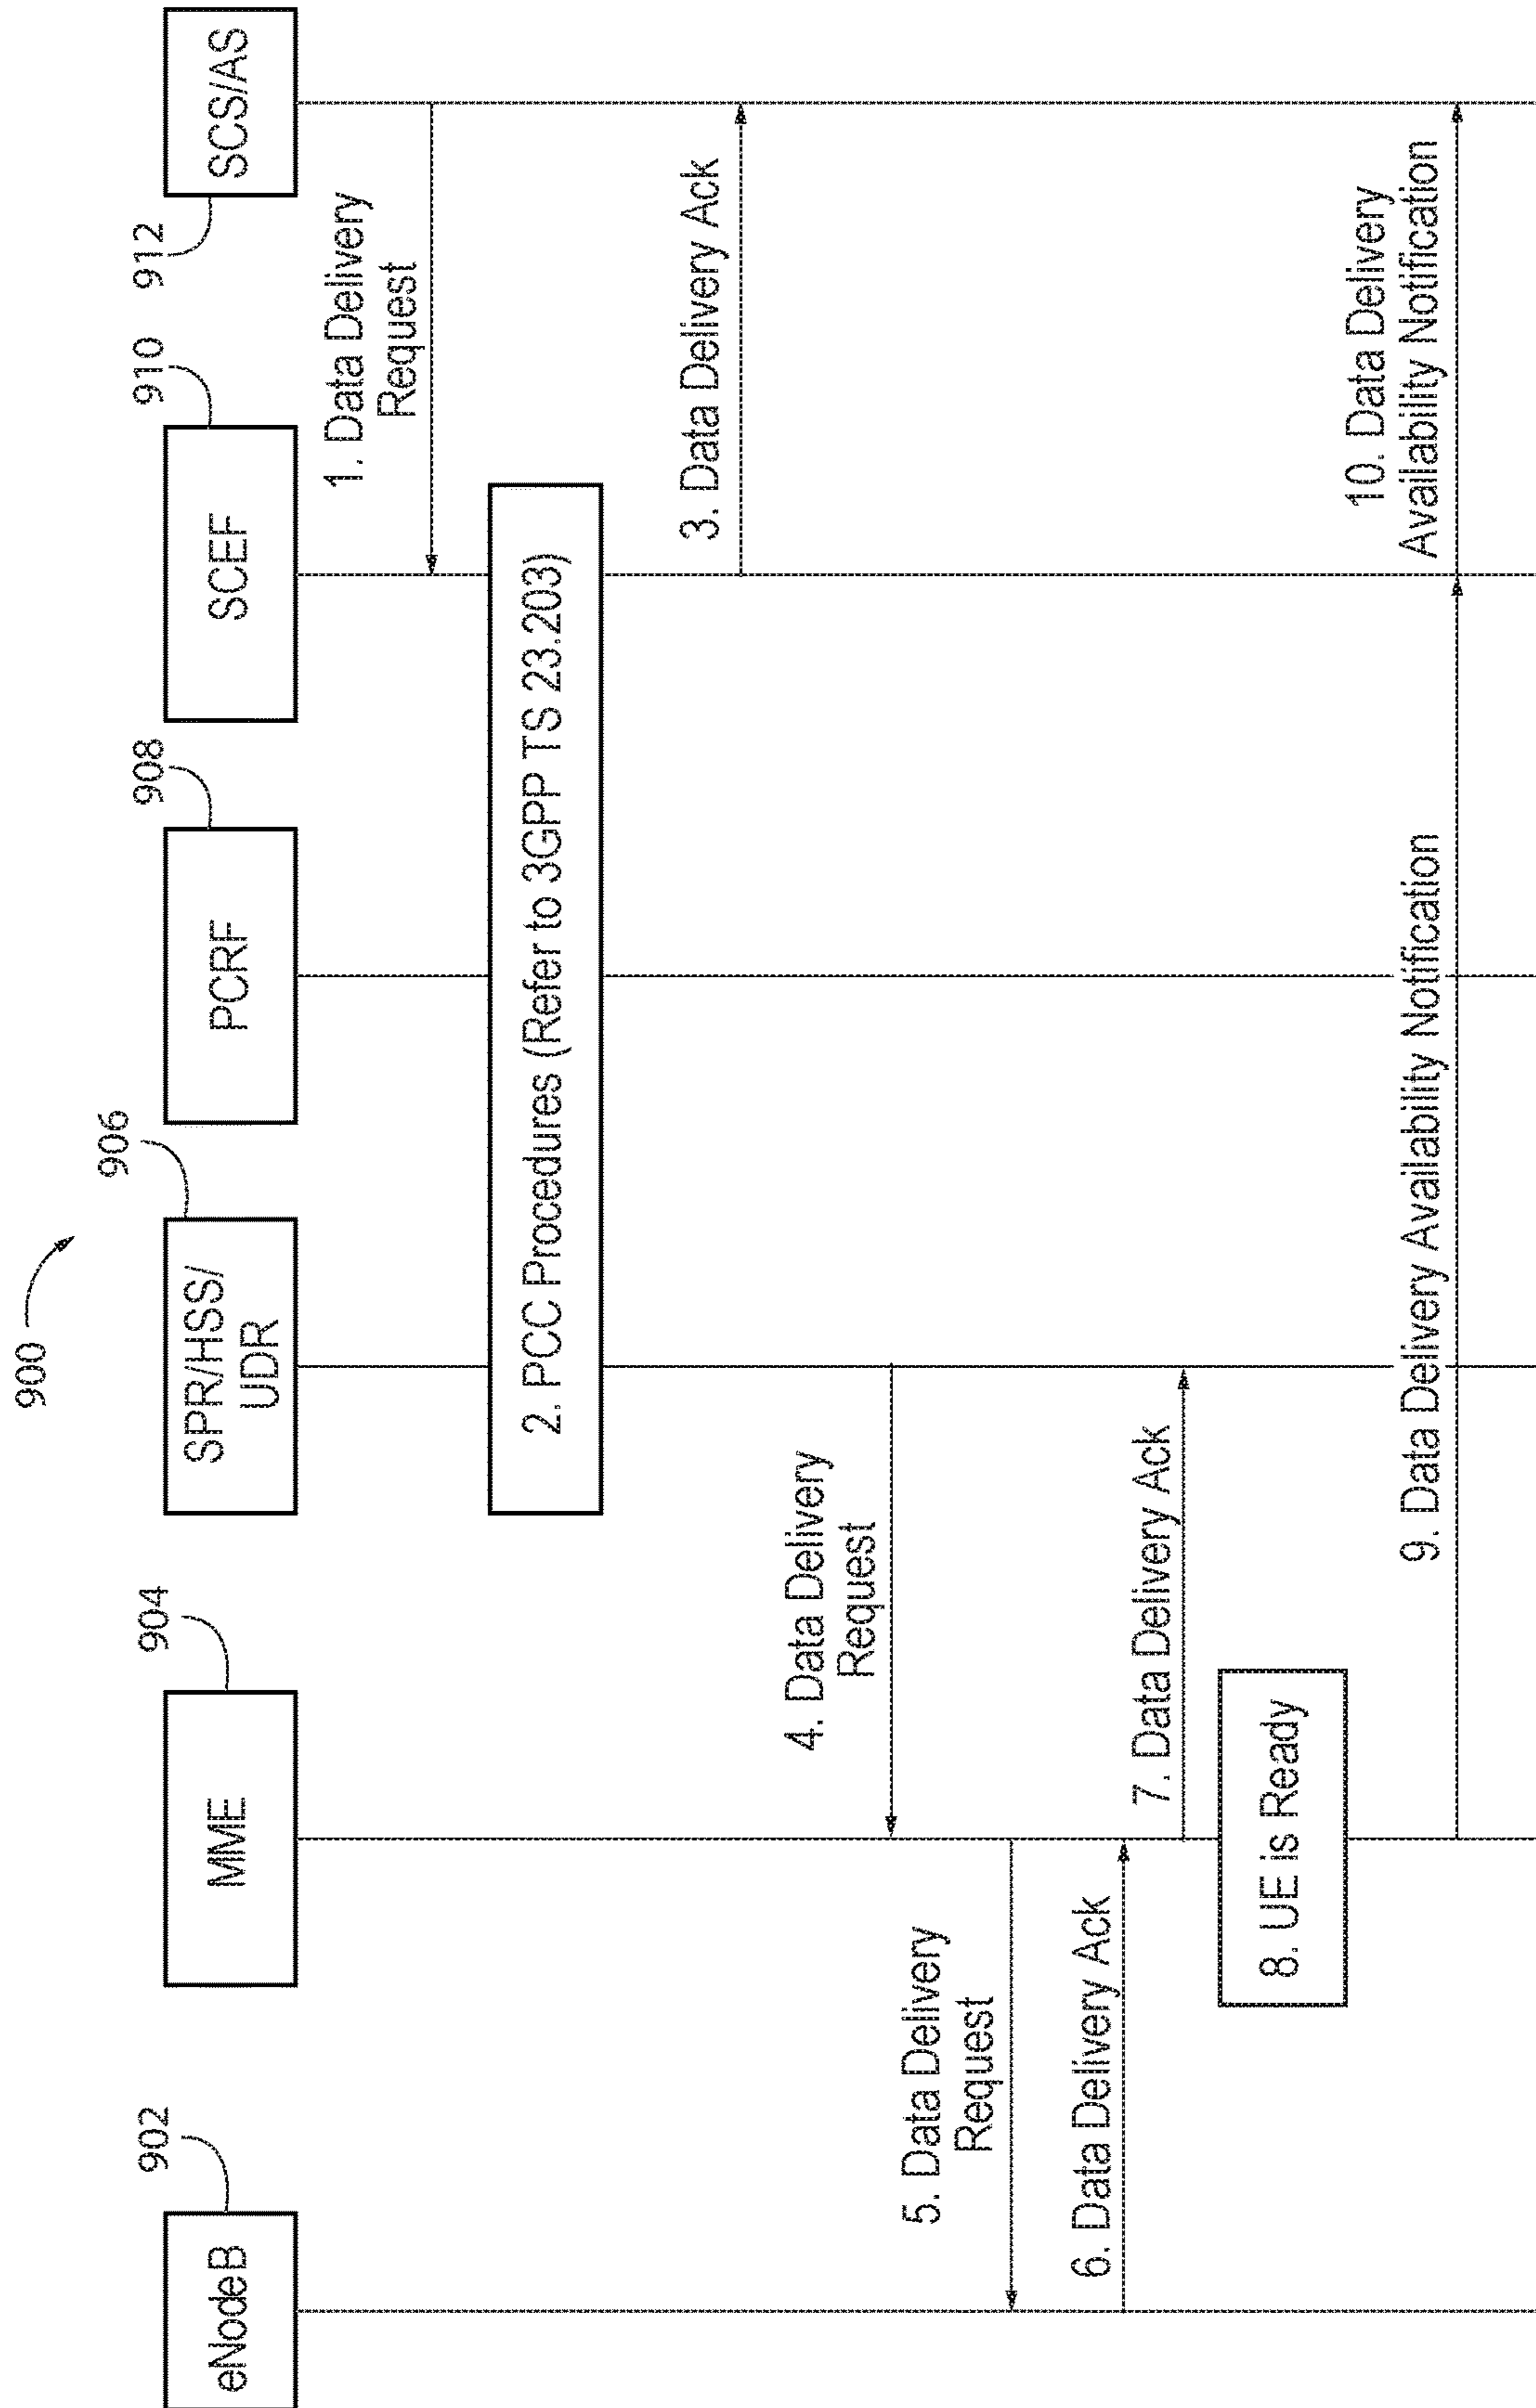 900
902
904
906
908
910
912
eNodeB
MME
SPR/HSS/
UDR
PCRF
SCEF
SCS/AS
1. Data Delivery
Request
2. PCC Procedures (Refer to 3GPP TS 23.203)
3. Data Delivery Ack
4. Data Delivery
Request
5. Data Delivery
Request
6. Data Delivery Ack
7. Data Delivery Ack
8. UE is Ready
9. Data Delivery Availability Notification
10. Data Delivery
Availability Notification